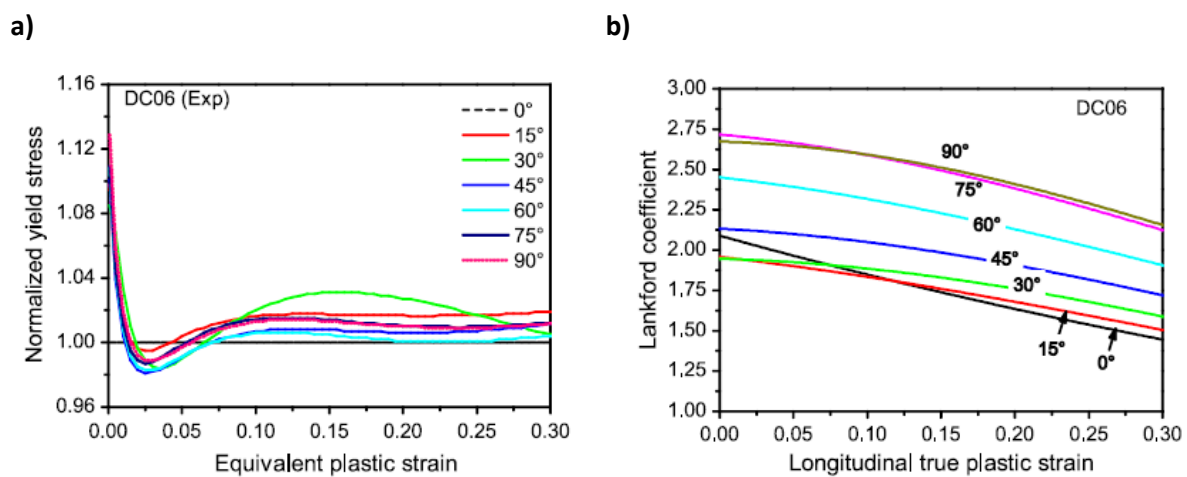 a)
b)
DC06 (Exp)
0°
15°
30°
45°
60°
75°
90°
1.16
1.12
1.08
1.04
1.00
0.96
Normalized yield stress
0.00 0.05 0.10 0.15 0.20 0.25 0.30
Equivalent plastic strain
DC06
3.00
2.75
2.50
2.25
2.00
1.75
1.50
1.25
1.00
Lankford coefficient
90°
75°
60°
45°
30°
15°
0°
0.00 0.05 0.10 0.15 0.20 0.25 0.30
Longitudinal true plastic strain